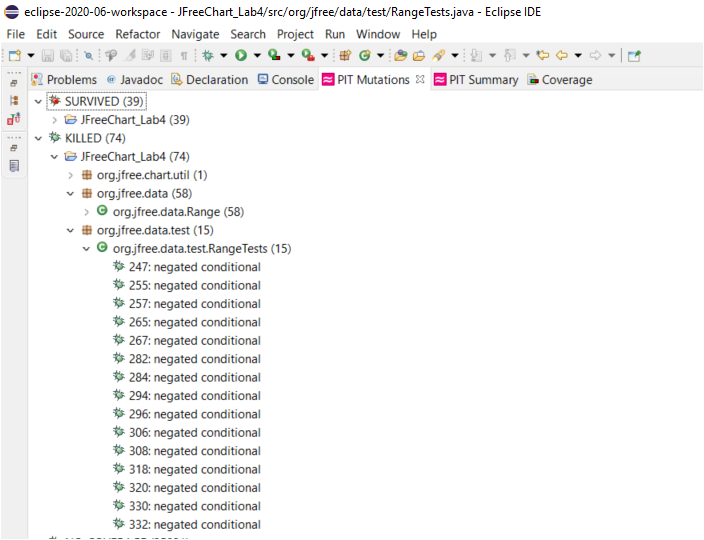 eclipse-2020-06-workspace - JFreeChart_Lab4/src/org/jfree/data/test/RangeTests.java - Eclipse IDE
File Edit Source Refactor Navigate Search Project Run Window Help
Problems Javadoc Declaration Console PIT Mutations PIT Summary Coverage
SURVIVED (39)
JFreeChart_Lab4 (39)
KILLED (74)
JFreeChart_Lab4 (74)
org.jfree.chart.util (1)
org.jfree.data (58)
org.jfree.data.Range (58)
org.jfree.data.test (15)
org.jfree.data.test.RangeTests (15)
247: negated conditional
255: negated conditional
257: negated conditional
265: negated conditional
267: negated conditional
282: negated conditional
284: negated conditional
294: negated conditional
296: negated conditional
306: negated conditional
308: negated conditional
318: negated conditional
320: negated conditional
330: negated conditional
332: negated conditional